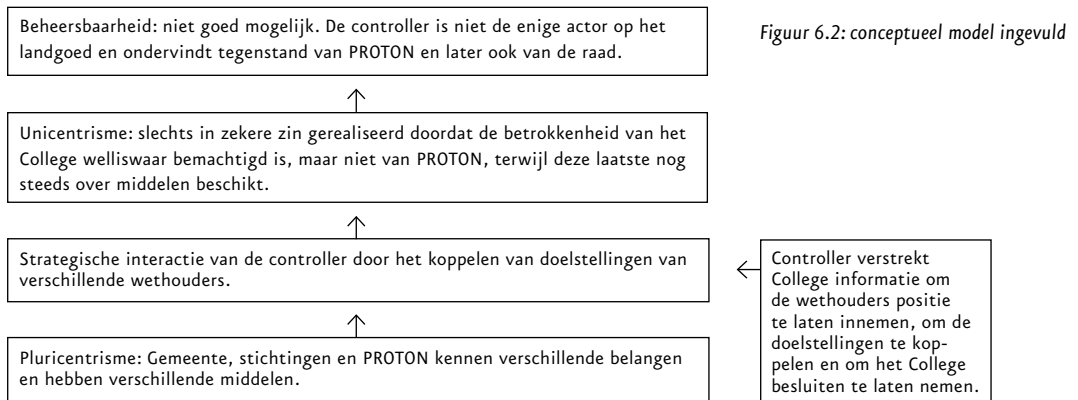 Beheersbaarheid: niet goed mogelijk. De controller is niet de enige actor op het
landgoed en ondervindt tegenstand van PROTON en later ook van de raad.
Figuur 6.2: conceptueel model ingevuld
Unicentrisme: slechts in zekere zin gerealiseerd doordat de betrokkenheid van het
College welliswaar bemachtigd is, maar niet van PROTON, terwijl deze laatste nog
steeds over middelen beschikt.
Strategische interactie van de controller door het koppelen van doelstellingen van
verschillende wethouders.
Controller verstrekt
College informatie om
de wethouders positie
te laten innemen, om de
doelstellingen te kop-
pelen en om het College
besluiten te laten nemen.
Pluricentrisme: Gemeente, stichtingen en PROTON kennen verschillende belangen
en hebben verschillende middelen.